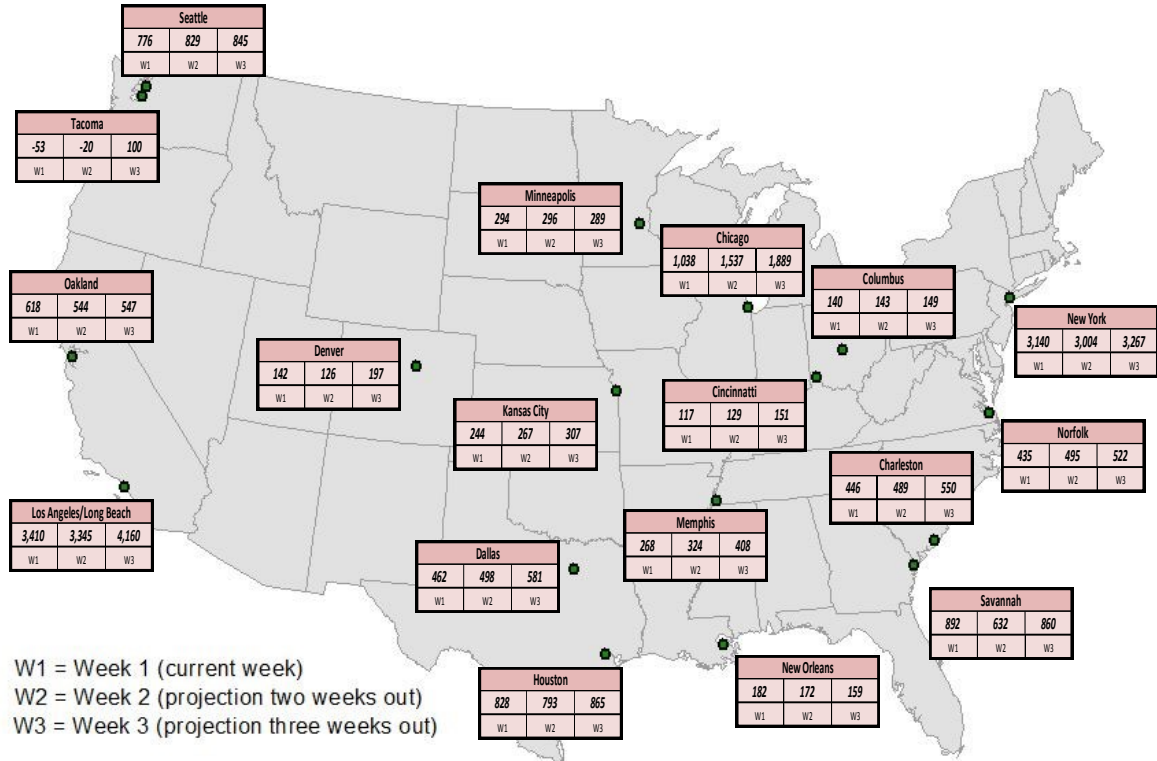 Seattle
776 829 845
W1 W2 W3
Tacoma
-53 -20 100
W1 W2 W3
Minneapolis
294 296 289
W1 W2 W3
Chicago
1,038 1,537 1,889
W1 W2 W3
Columbus
140 143 149
W1 W2 W3
Oakland
618 544 547
W1 W2 W3
New York
3,140 3,004 3,267
W1 W2 W3
Denver
142 126 197
W1 W2 W3
Cincinnatti
117 129 151
W1 W2 W3
Kansas City
244 267 307
W1 W2 W3
Norfolk
435 495 522
W1 W2 W3
Charleston
446 489 550
W1 W2 W3
Los Angeles/Long Beach
3,410 3,345 4,160
W1 W2 W3
Memphis
268 324 408
W1 W2 W3
Dallas
462 498 581
W1 W2 W3
Savannah
892 632 860
W1 W2 W3
New Orleans
182 172 159
W1 W2 W3
Houston
828 793 865
W1 W2 W3
W1 = Week 1 (current week)
W2 = Week 2 (projection two weeks out)
W3 = Week 3 (projection three weeks out)